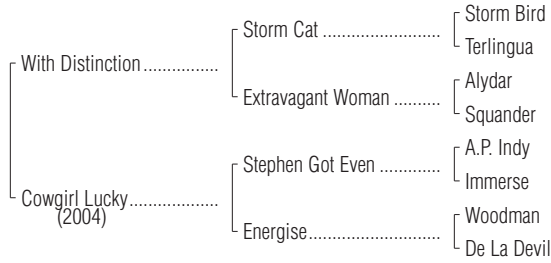 Storm Bird
Storm Cat ........................
Terlingua
With Distinction ................
Alydar
Extravagant Woman ..........
Squander
A.P. Indy
Stephen Got Even .............
Immerse
Cowgirl Lucky ...................
(2004)
Woodman
Energise ............................
De La Devil